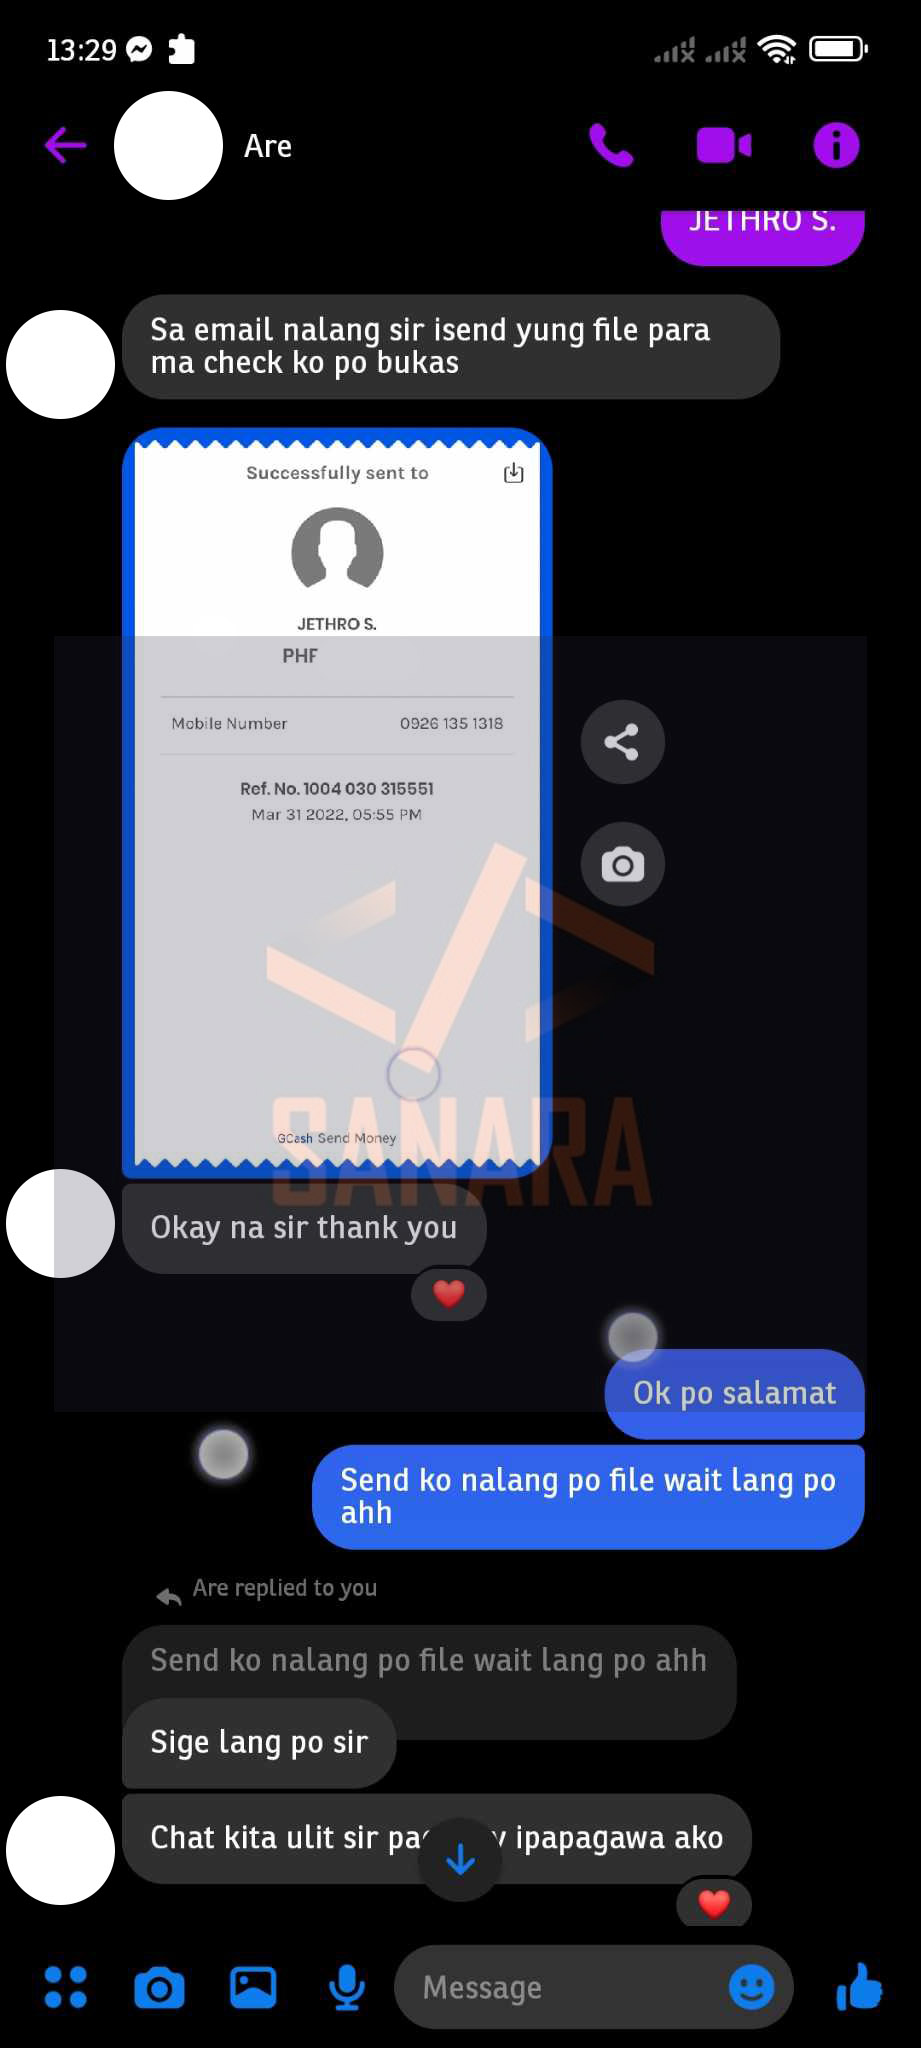 13:29
Are
JETHRO S.
Sa email nalang sir isend yung file para
ma check ko po bukas
Successfully sent to
JETHRO S.
PHF
Mobile Number 0926 135 1318
Ref. No. 1004 030 315551
Mar 31 2022, 05:55 PM
SANARA
GCash Send Money
Okay na sir thank you
Ok po salamat
Send ko nalang po file wait lang po
ahh
Are replied to you
Send ko nalang po file wait lang po ahh
Sige lang po sir
Chat kita ulit sir ipapagawa ako
Message